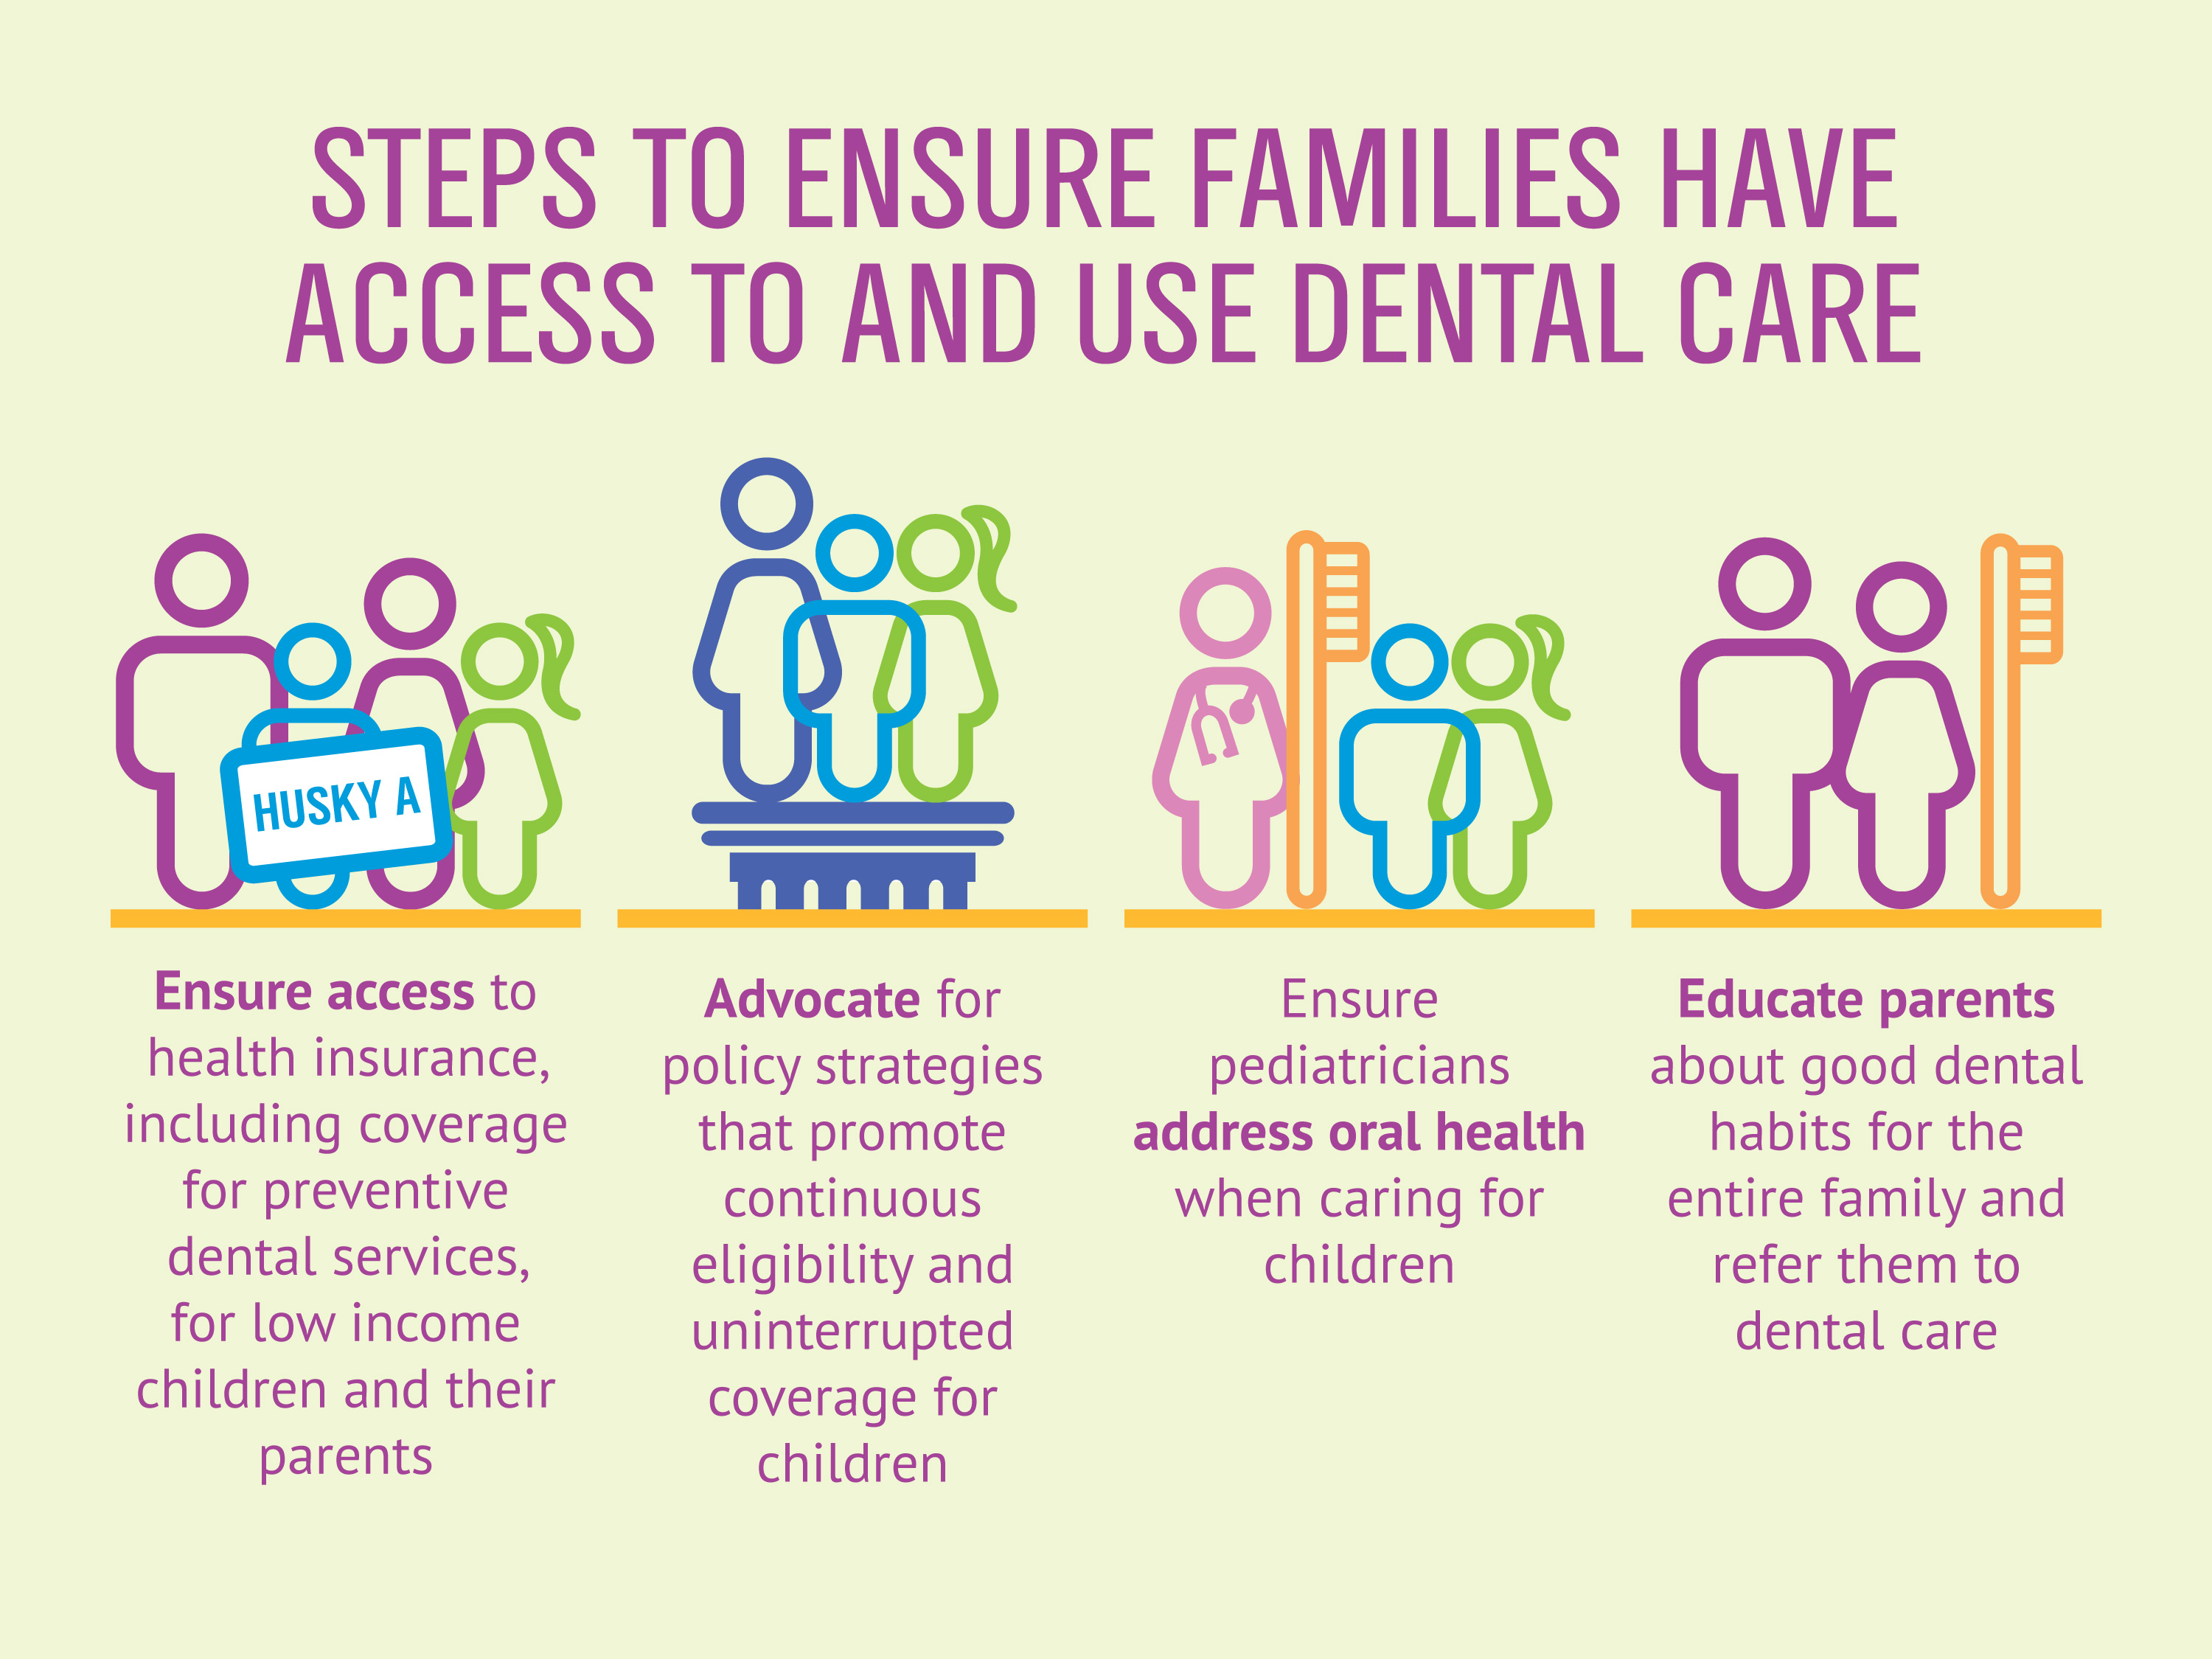 STEPS TO ENSURE FAMILIES HAVE
ACCESS TO AND USE DENTAL CARE
HUSKY A
Ensure access to
health insurance,
including coverage
for preventive
dental services,
for low income
children and their
parents
Advocate for
policy strategies
that promote
continuous
eligibility and
uninterrupted
coverage for
children
Ensure
pediatricians
address oral health
when caring for
children
Educate parents
about good dental
habits for the
entire family and
refer them to
dental care